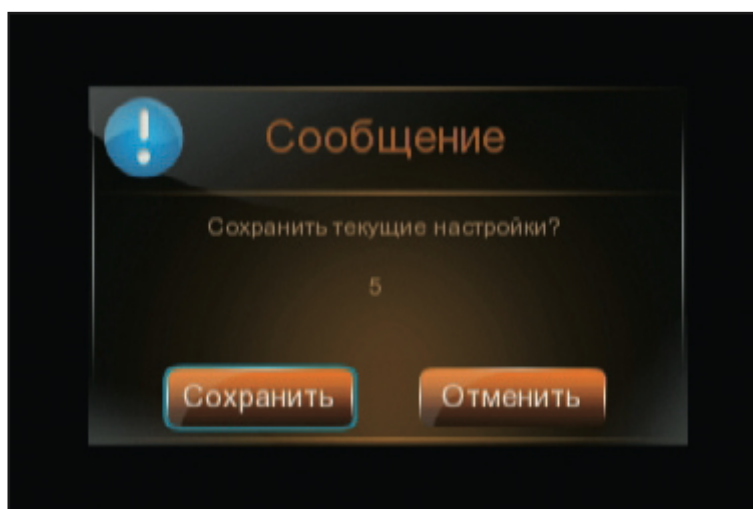 Сообщение
Сохранить текущие настройки?
5
Сохранить
Отменить